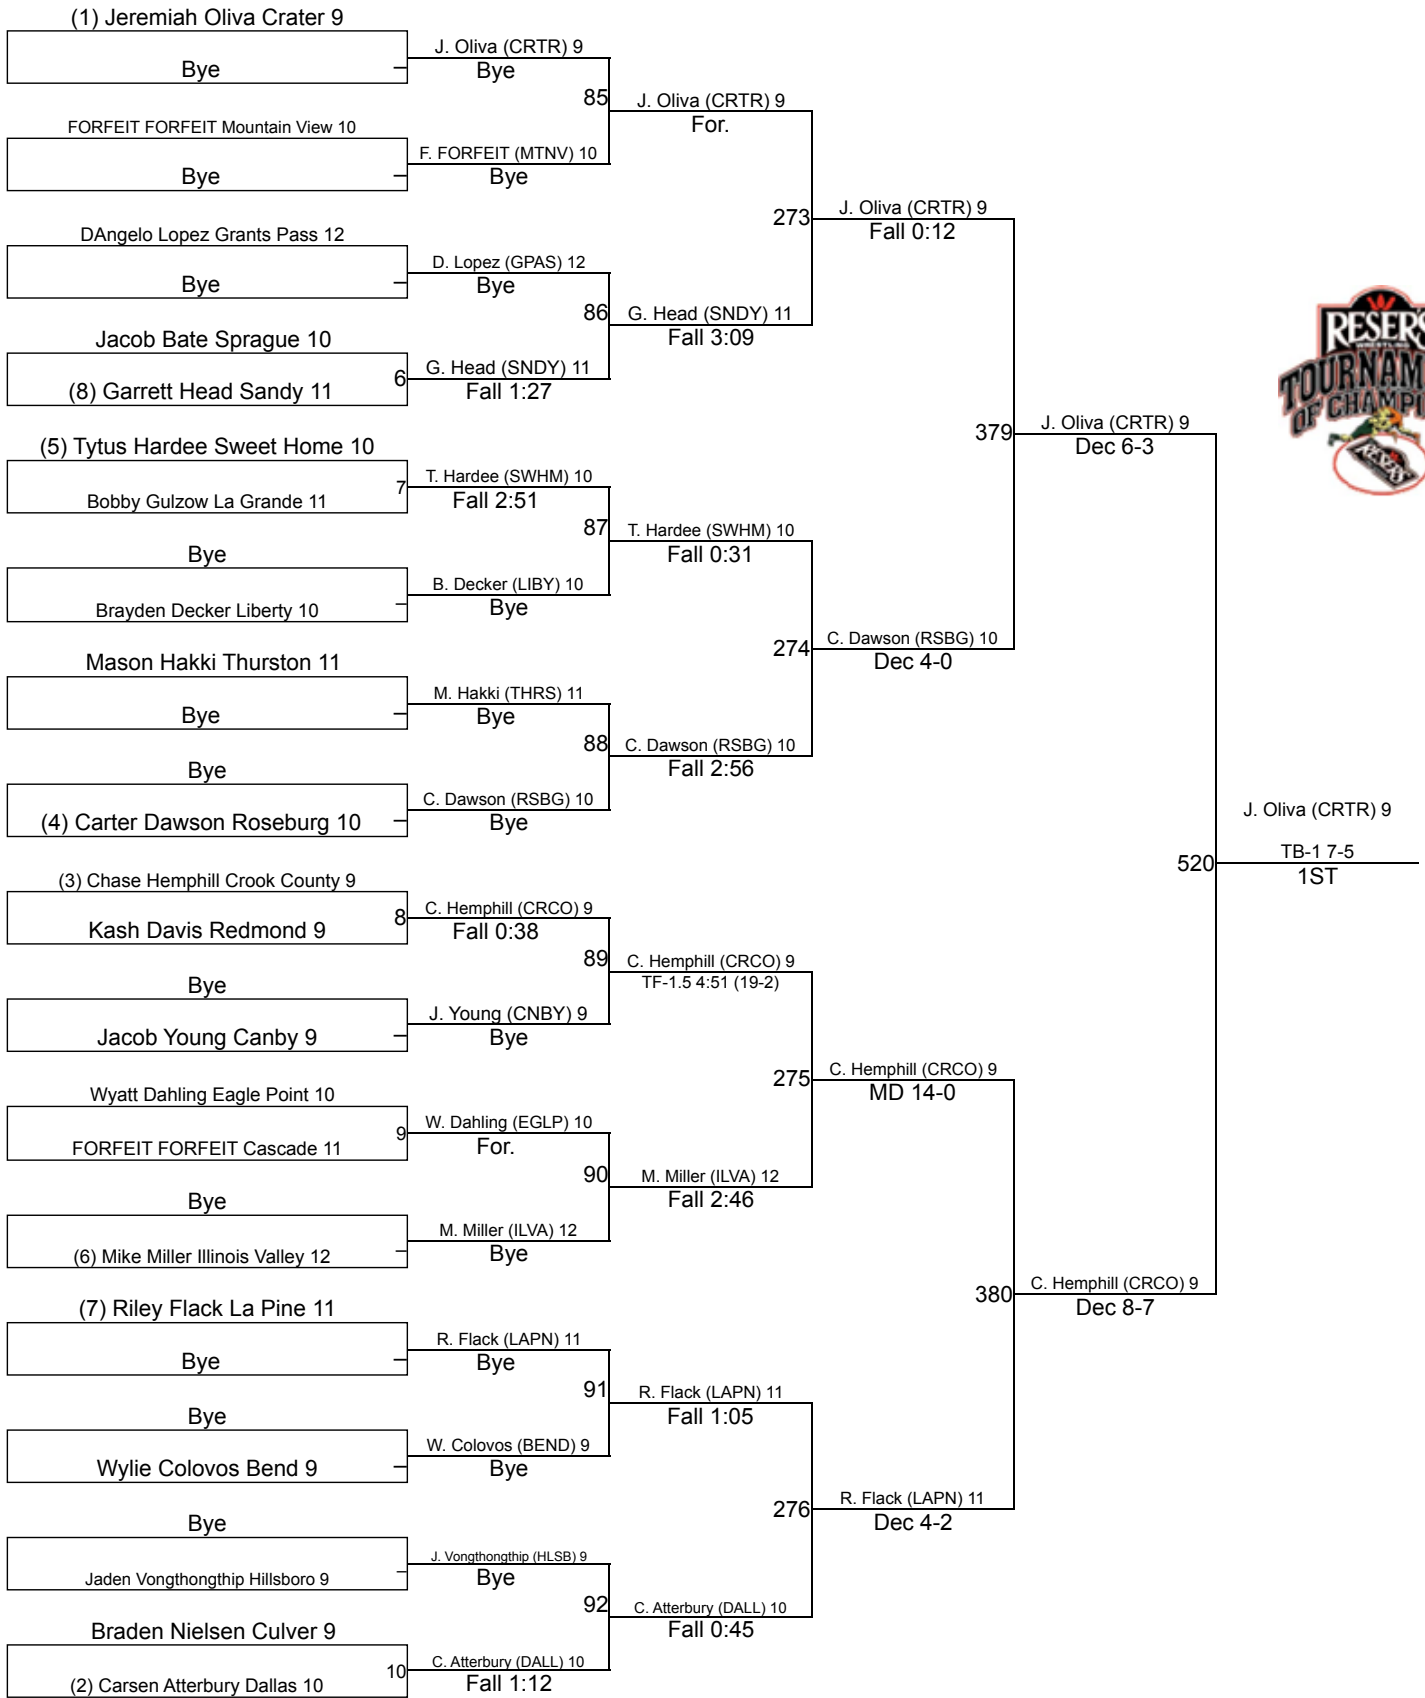 (1) Jeremiah Oliva Crater 9
Bye
J. Oliva (CRTR) 9
Bye
85
FORFEIT FORFEIT Mountain View 10
Bye
F. FORFEIT (MTNV) 10
Bye
J. Oliva (CRTR) 9
For.
273
DAngelo Lopez Grants Pass 12
Bye
D. Lopez (GPAS) 12
Bye
86
Jacob Bate Sprague 10
(8) Garrett Head Sandy 11
6
G. Head (SNDY) 11
Fall 1:27
G. Head (SNDY) 11
Fall 3:09
J. Oliva (CRTR) 9
Fall 0:12
379
(5) Tytus Hardee Sweet Home 10
Bobby Gulzow La Grande 11
7
T. Hardee (SWHM) 10
Fall 2:51
87
Bye
Brayden Decker Liberty 10
B. Decker (LIBY) 10
Bye
T. Hardee (SWHM) 10
Fall 0:31
274
Mason Hakki Thurston 11
Bye
M. Hakki (THRS) 11
Bye
88
Bye
(4) Carter Dawson Roseburg 10
C. Dawson (RSBG) 10
Bye
C. Dawson (RSBG) 10
Fall 2:56
C. Dawson (RSBG) 10
Dec 4-0
J. Oliva (CRTR) 9
Dec 6-3
520
(3) Chase Hemphill Crook County 9
Kash Davis Redmond 9
8
C. Hemphill (CRCO) 9
Fall 0:38
89
Bye
Jacob Young Canby 9
J. Young (CNBY) 9
Bye
C. Hemphill (CRCO) 9
TF-1.5 4:51 (19-2)
275
Wyatt Dahling Eagle Point 10
FORFEIT FORFEIT Cascade 11
9
W. Dahling (EGLP) 10
For.
90
Bye
(6) Mike Miller Illinois Valley 12
M. Miller (ILVA) 12
Bye
M. Miller (ILVA) 12
Fall 2:46
C. Hemphill (CRCO) 9
MD 14-0
380
(7) Riley Flack La Pine 11
Bye
R. Flack (LAPN) 11
Bye
91
Bye
Wylie Colovos Bend 9
W. Colovos (BEND) 9
Bye
R. Flack (LAPN) 11
Fall 1:05
276
Bye
Jaden Vongthongthip Hillsboro 9
J. Vongthongthip (HLSB) 9
Bye
92
Braden Nielsen Culver 9
(2) Carsen Atterbury Dallas 10
10
C. Atterbury (DALL) 10
Fall 1:12
C. Atterbury (DALL) 10
Fall 0:45
R. Flack (LAPN) 11
Dec 4-2
C. Hemphill (CRCO) 9
Dec 8-7
J. Oliva (CRTR) 9
TB-1 7-5
1ST
RESER'S
WRESTLING
TOURNAM
OF CHAMPI